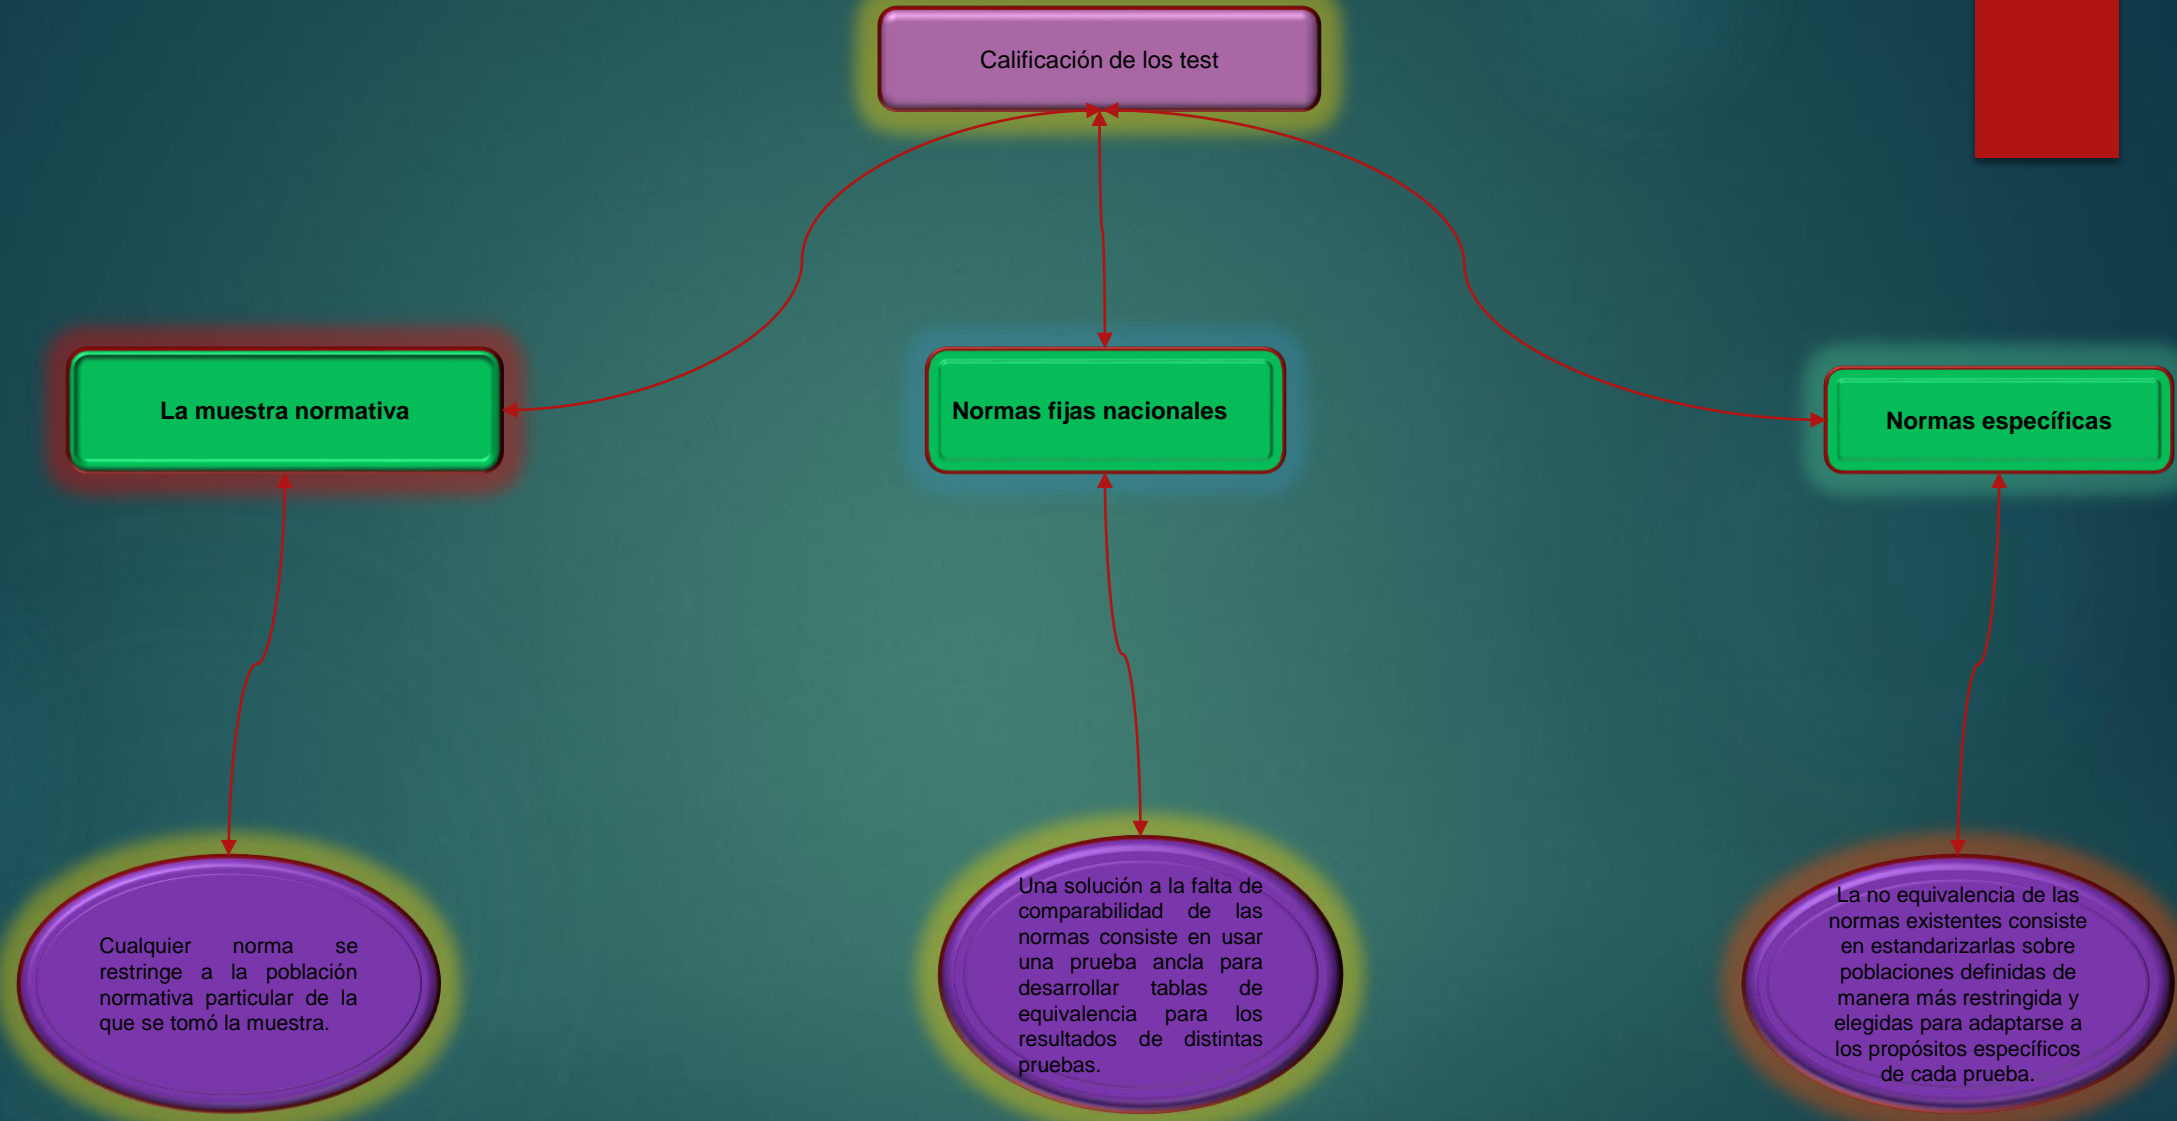 Calificación de los test
La muestra normativa
Normas fijas nacionales
Normas específicas
Cualquier norma se
restringe a la población
normativa particular de la
que se tomó la muestra.
Una solución a la falta de
comparabilidad de las
normas consiste en usar
una prueba ancla para
desarrollar tablas de
equivalencia para los
resultados de distintas
pruebas.
La no equivalencia de las
normas existentes consiste
en estandarizarlas sobre
poblaciones definidas de
manera más restringida y
elegidas para adaptarse a
los propósitos específicos
de cada prueba.